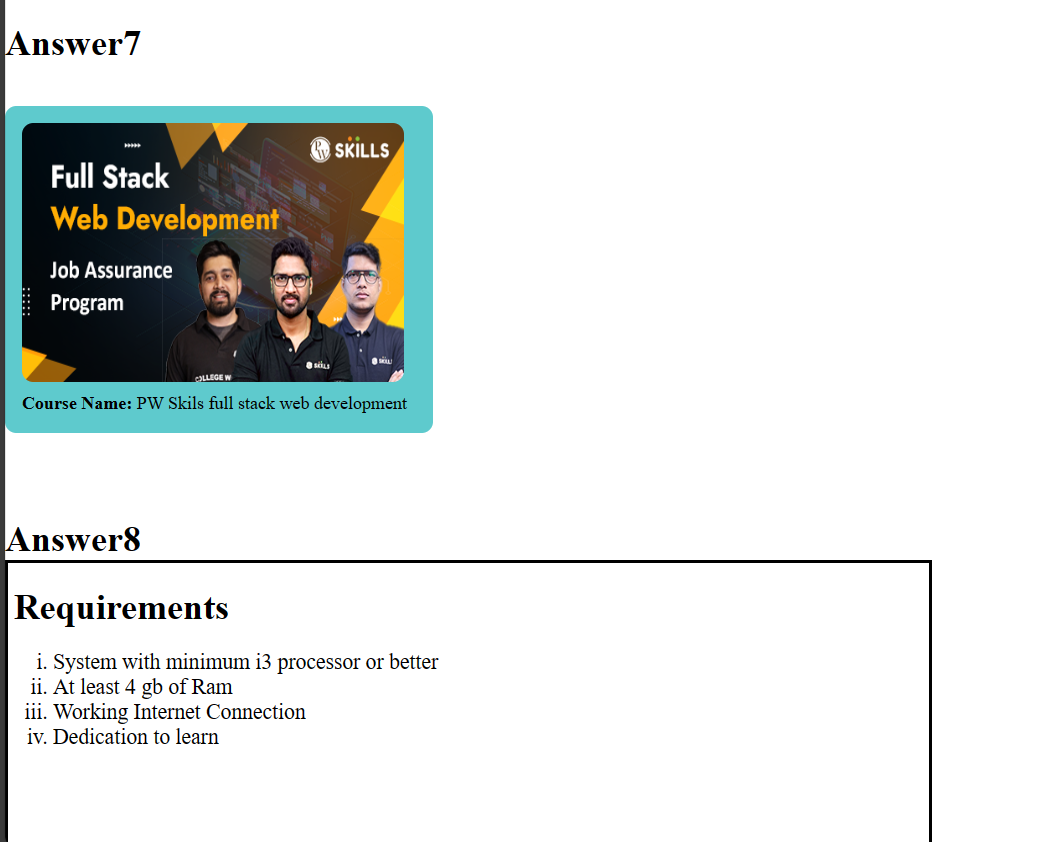 Answer7
PW SKILLS
Full Stack
Web Development
Job Assurance
Program
COLLEGE W
SKILLS
SKILL
Course Name: PW Skils full stack web development
Answer8
Requirements
i. System with minimum i3 processor or better
ii. At least 4 gb of Ram
iii. Working Internet Connection
iv. Dedication to learn